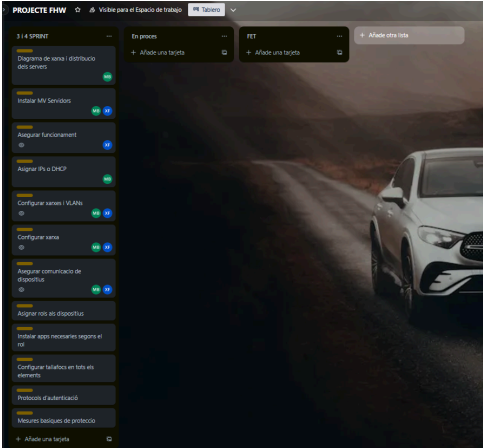 PROJECTE FHW
Visible para el Espacio de trabajo
Tablero
3 i 4 SPRINT
Diagrama de xarxa i distribucio
dels servers
MB
Instalar MV Servidors
MB XF
Asegurar funcionament
XF
Asignar IPs o DHCP
MB
Configurar xarxes i VLANs
MB XF
Configurar xarxa
MB XF
Asegurar comunicacio de
dispositius
MB XF
Asignar rols als dispositius
Instalar apps necesaries segons el
rol
Configurar tallafocs en tots els
elements
Protocols d'autenticació
Mesures basiques de proteccio
+ Añade una tarjeta
En proces
+ Añade una tarjeta
FET
+ Añade una tarjeta
+ Añade otra lista